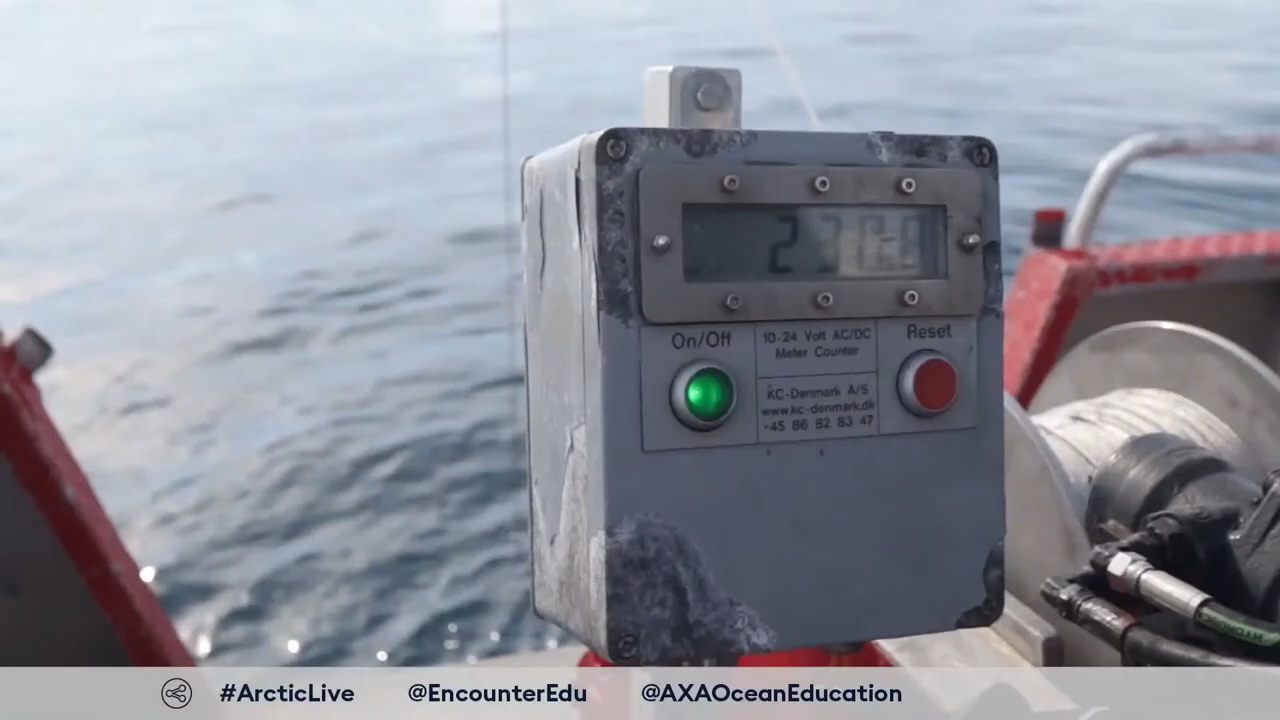 On/Off
10-24 Volt AC/DC
Meter Counter
Reset
KC-Denmark A/S
www.kc-denmark.dk
+45 86 82 83 47
#ArcticLive
@EncounterEdu
@AXAOceanEducation